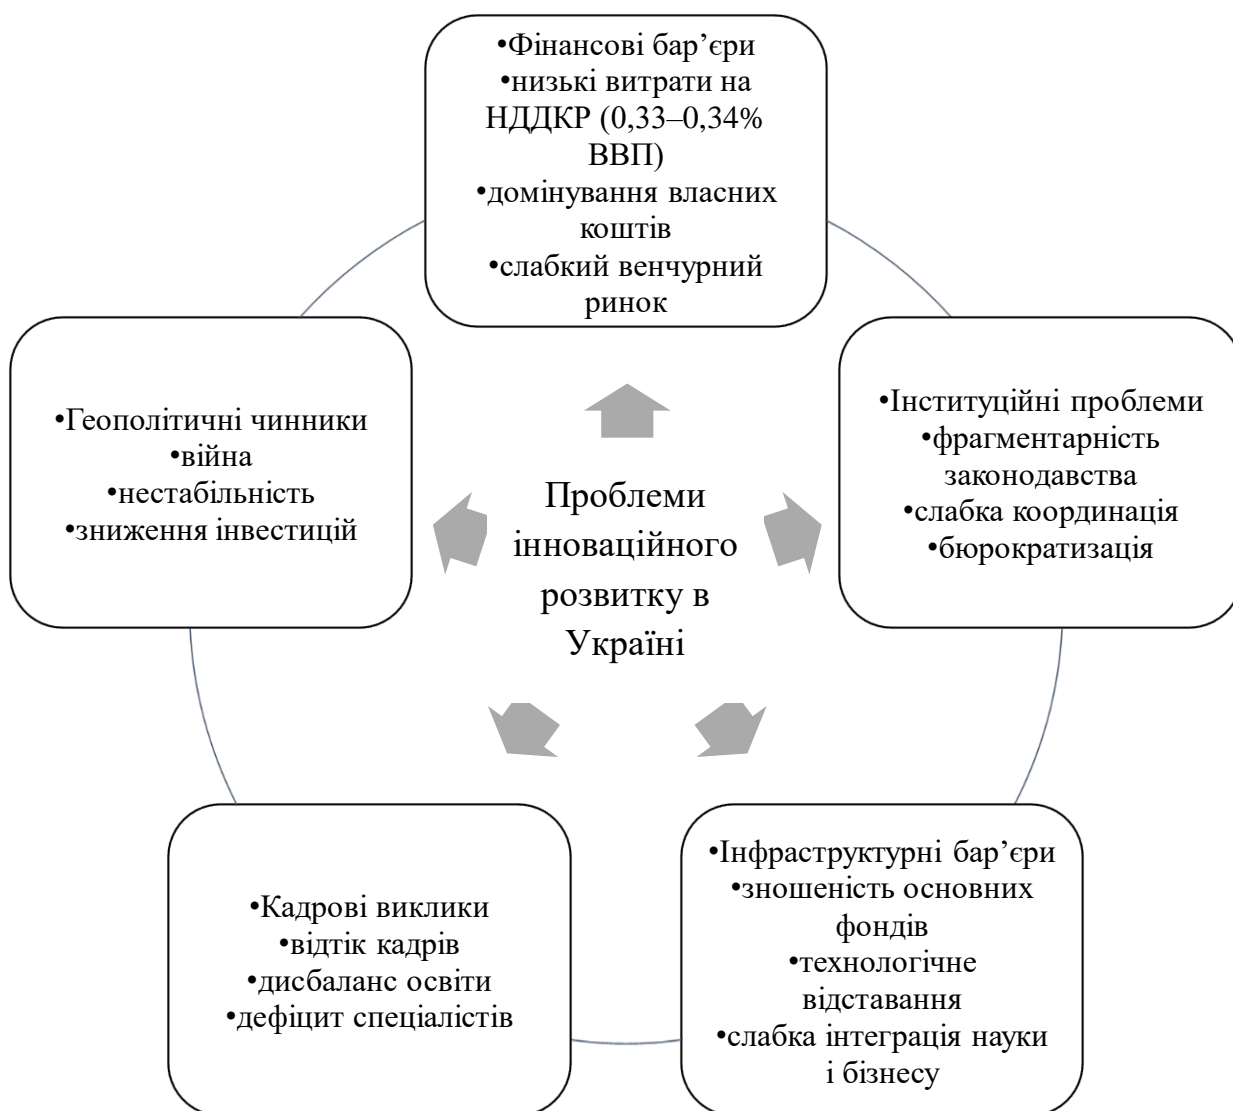 •Фінансові бар’єри
•низькі витрати на
НДДКР (0,33–0,34%
ВВП)
•домінування власних
коштів
•слабкий венчурний
ринок
•Геополітичні чинники
•війна
•нестабільність
•зниження інвестицій
Проблеми
інноваційного
розвитку в
Україні
•Інституційні проблеми
•фрагментарність
законодавства
•слабка координація
•бюрократизація
•Кадрові виклики
•відтік кадрів
•дисбаланс освіти
•дефіцит спеціалістів
•Інфраструктурні бар’єри
•зношеність основних
фондів
•технологічне
відставання
•слабка інтеграція науки
і бізнесу